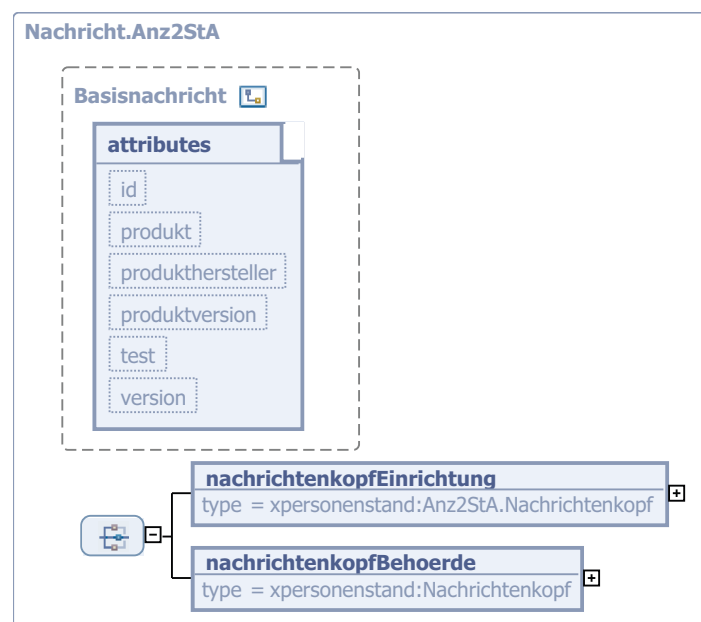 Nachricht.Anz2StA
Basisnachricht
attributes
id
produkt
produkthersteller
produktversion
test
version
nachrichtenkopfEinrichtung
type = xpersonenstand:Anz2StA.Nachrichtenkopf
nachrichtenkopfBehoerde
type = xpersonenstand:Nachrichtenkopf